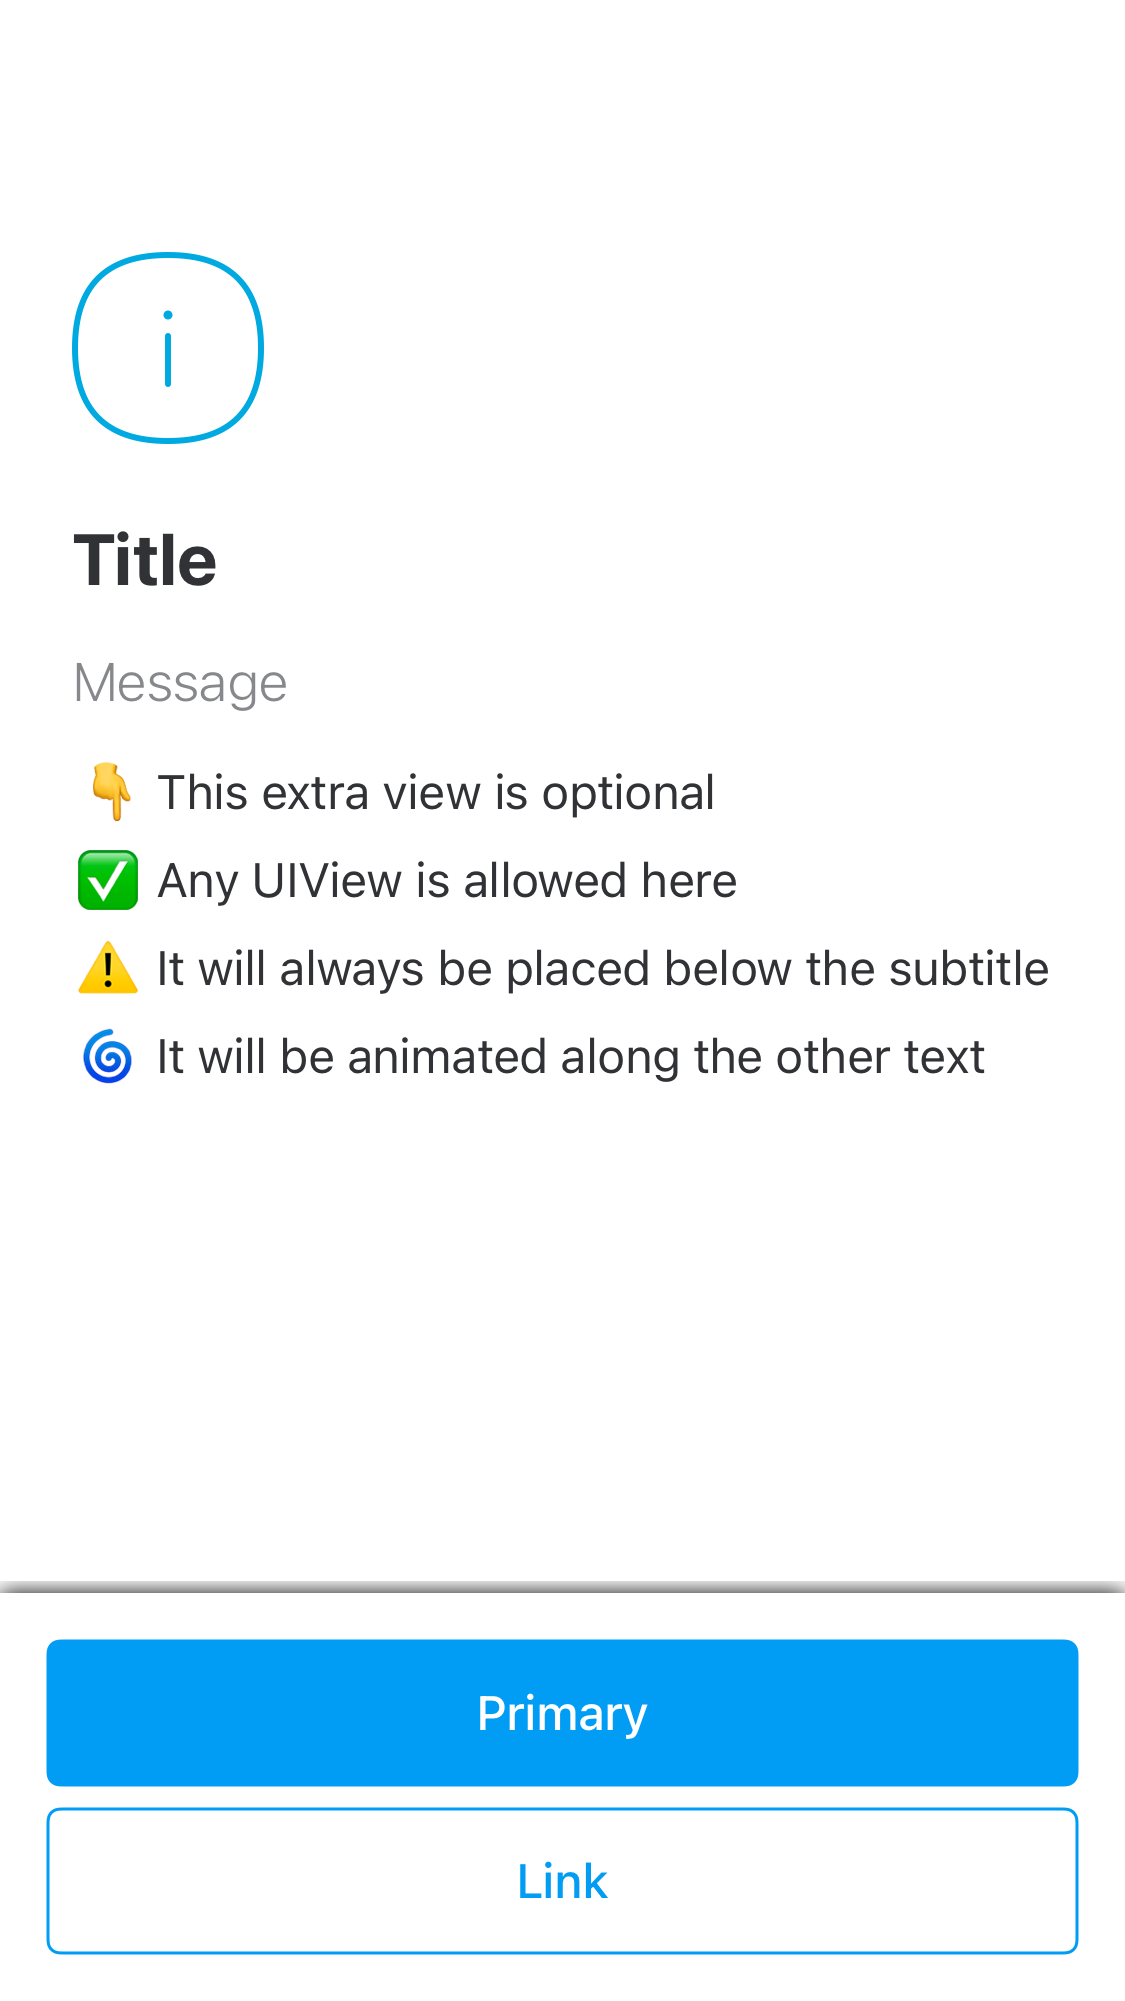 Title
Message
👇 This extra view is optional
✅ Any UIView is allowed here
⚠️ It will always be placed below the subtitle
🌀 It will be animated along the other text
Primary
Link